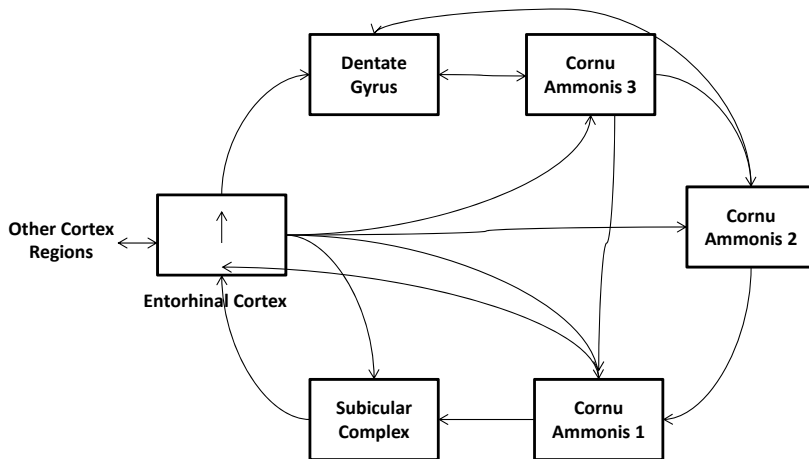 Dentate
Gyrus
Cornu
Ammonis 3
Other Cortex
Regions
Entorhinal Cortex
Cornu
Ammonis 2
Subicular
Complex
Cornu
Ammonis 1